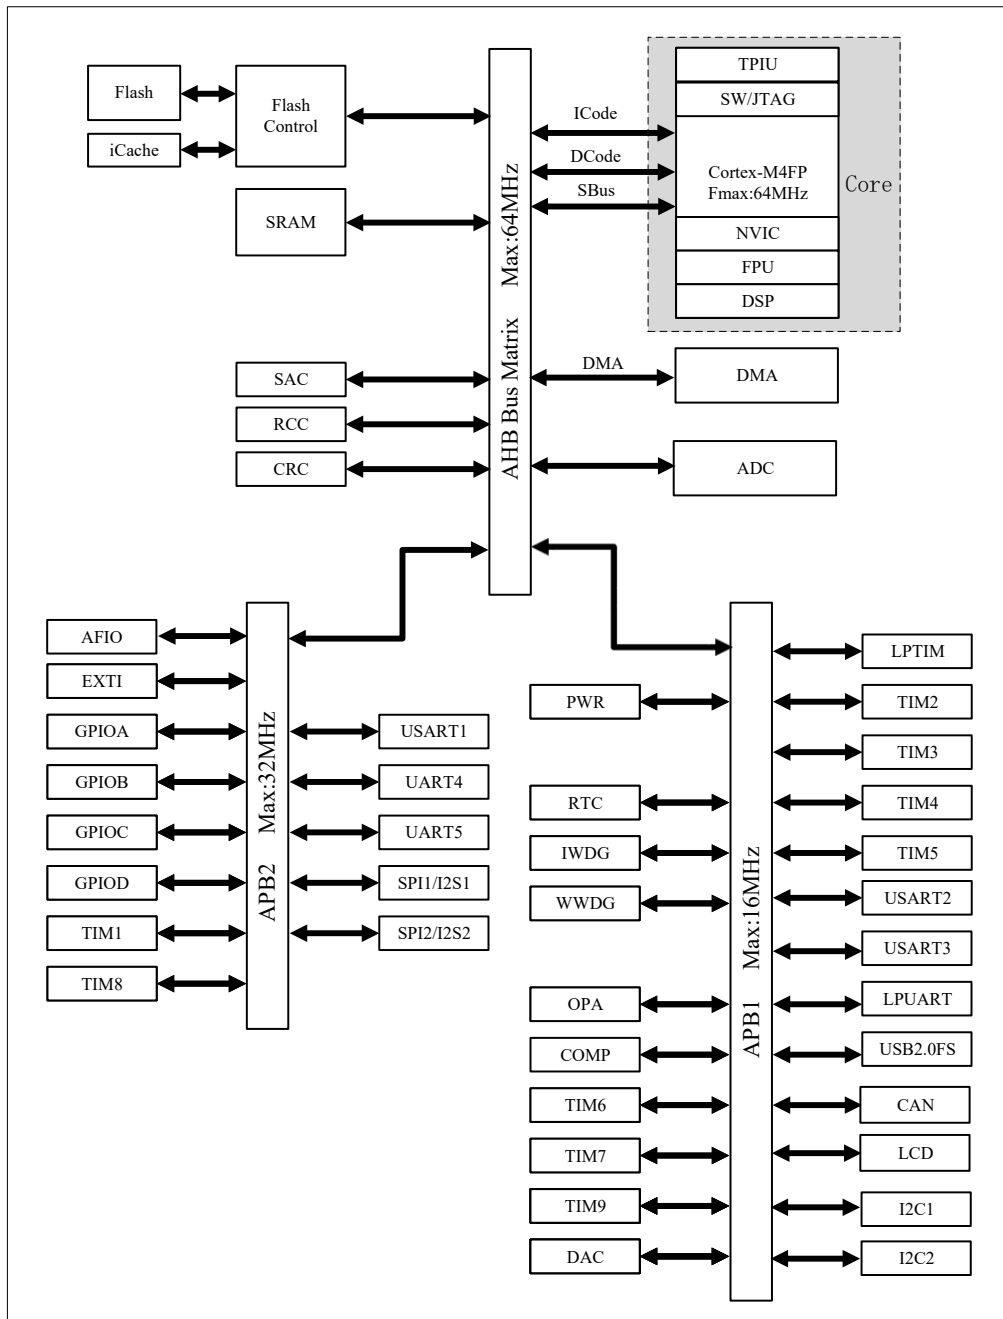 TPIU
SW/JTAG
Cortex-M4FP
Fmax:64MHz
NVIC
FPU
DSP
Core
Flash
iCache
Flash
Control
SRAM
ICode
DCode
SBus
AHB Bus Matrix Max:64MHz
SAC
RCC
CRC
DMA
DMA
ADC
AFIO
EXTI
GPIOA
GPIOB
GPIOC
GPIOD
TIM1
TIM8
APB2 Max:32MHz
USART1
UART4
UART5
SPI1/I2S1
SPI2/I2S2
PWR
RTC
IWDG
WWDG
OPA
COMP
TIM6
TIM7
TIM9
DAC
APB1 Max:16MHz
LPTIM
TIM2
TIM3
TIM4
TIM5
USART2
USART3
LPUART
USB2.0FS
CAN
LCD
I2C1
I2C2